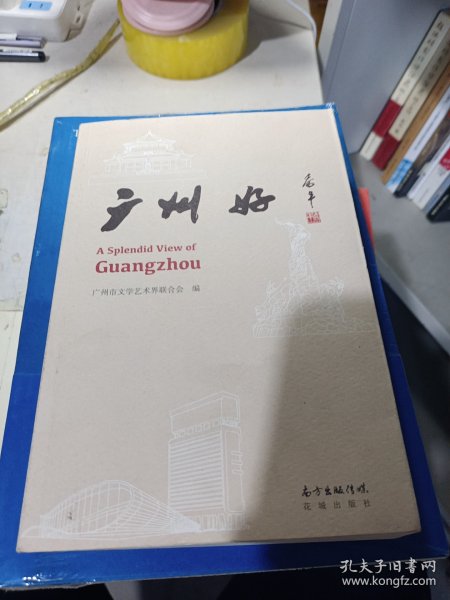 广州好
A Splendid View of
Guangzhou
广州市文学艺术界联合会 编
南方出版传媒
花城出版社
孔夫子旧书网
www.kongfz.com